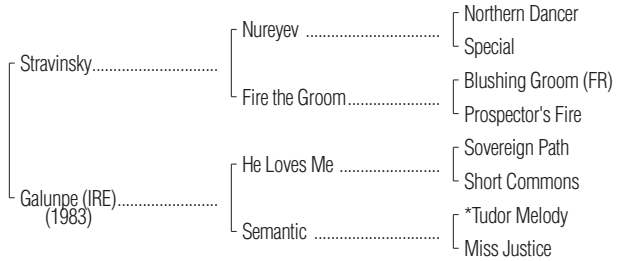 Northern Dancer
Nureyev ..............................
Special
Stravinsky............................
Blushing Groom (FR)
Fire the Groom.....................
Prospector's Fire
Sovereign Path
He Loves Me ......................
Short Commons
Galunpe (IRE)......................
(1983)
*Tudor Melody
Semantic ............................
Miss Justice